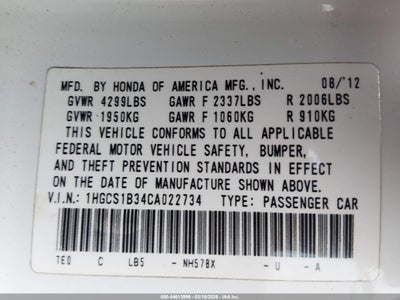 MFD. BY HONDA OF AMERICA MFG., INC. 08/'12
GVWR 4299LBS GAWR F 2337LBS R 2006LBS
GVWR 1950KG GAWR F 1060KG R 910KG
THIS VEHICLE CONFORMS TO ALL APPLICABLE
FEDERAL MOTOR VEHICLE SAFETY, BUMPER,
AND THEFT PREVENTION STANDARDS IN EFFECT
ON THE DATE OF MANUFACTURE SHOWN ABOVE.
V.I.N.: 1HGCS1B34CA022734 TYPE: PASSENGER CAR
TE0 C LB5 - NH578X - U - A